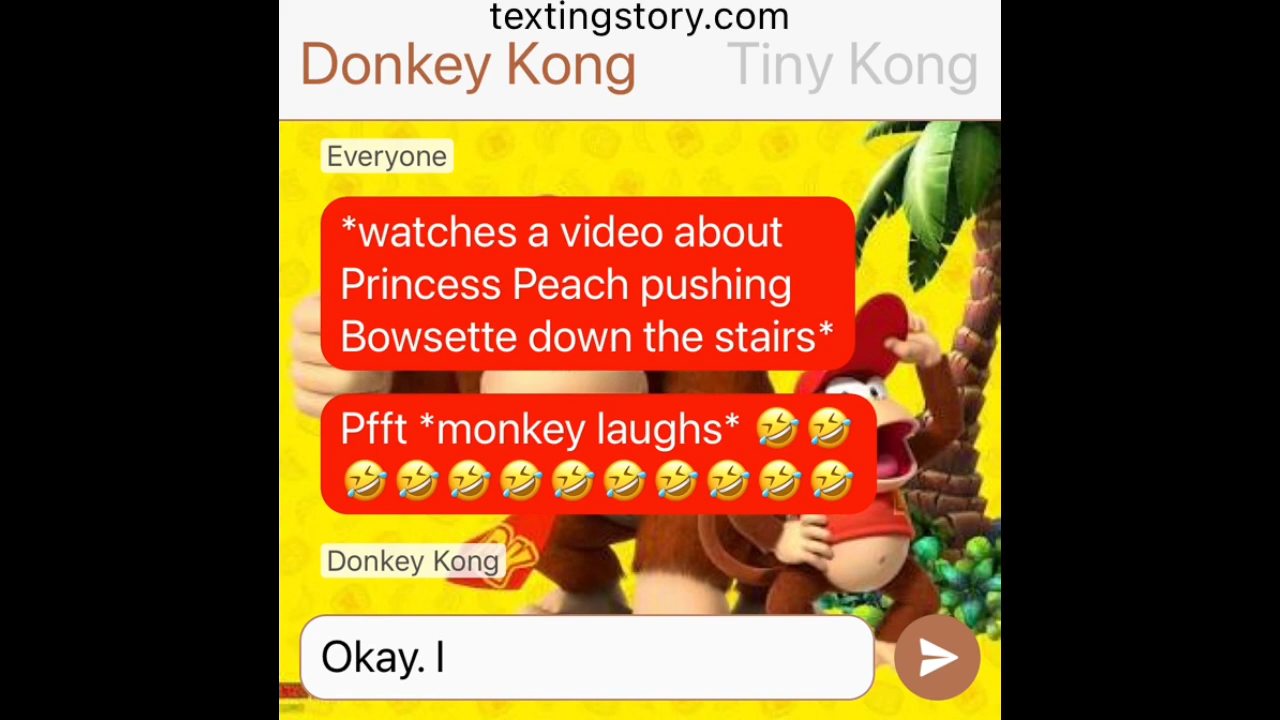 textingstory.com
Donkey Kong Tiny Kong
Everyone
*watches a video about
Princess Peach pushing
Bowsette down the stairs*
Pfft *monkey laughs* 🤣🤣
🤣🤣🤣🤣🤣🤣🤣🤣🤣🤣
Donkey Kong
Okay. I